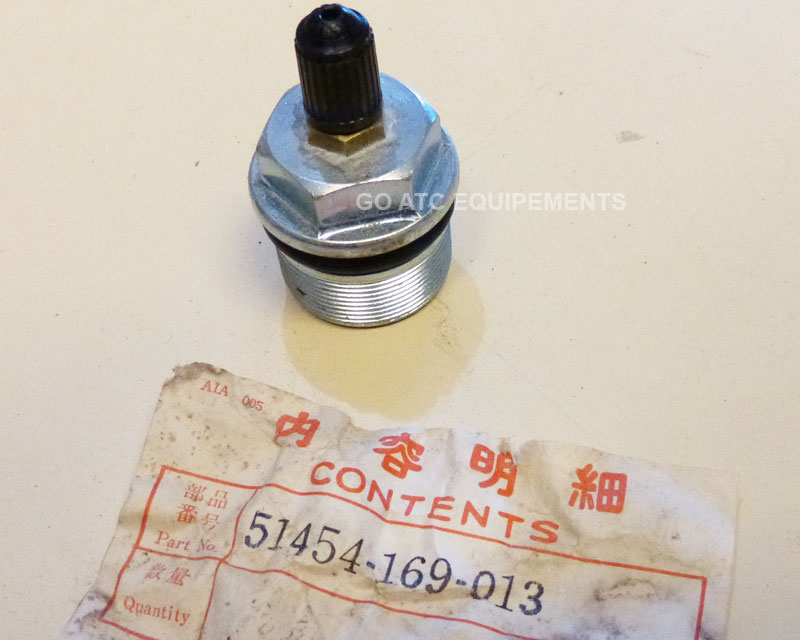 GO ATC EQUIPEMENTS
AIA 005
内容明細
CONTENTS
部品
番号
Part No.
51454-169-013
数量
Quantity